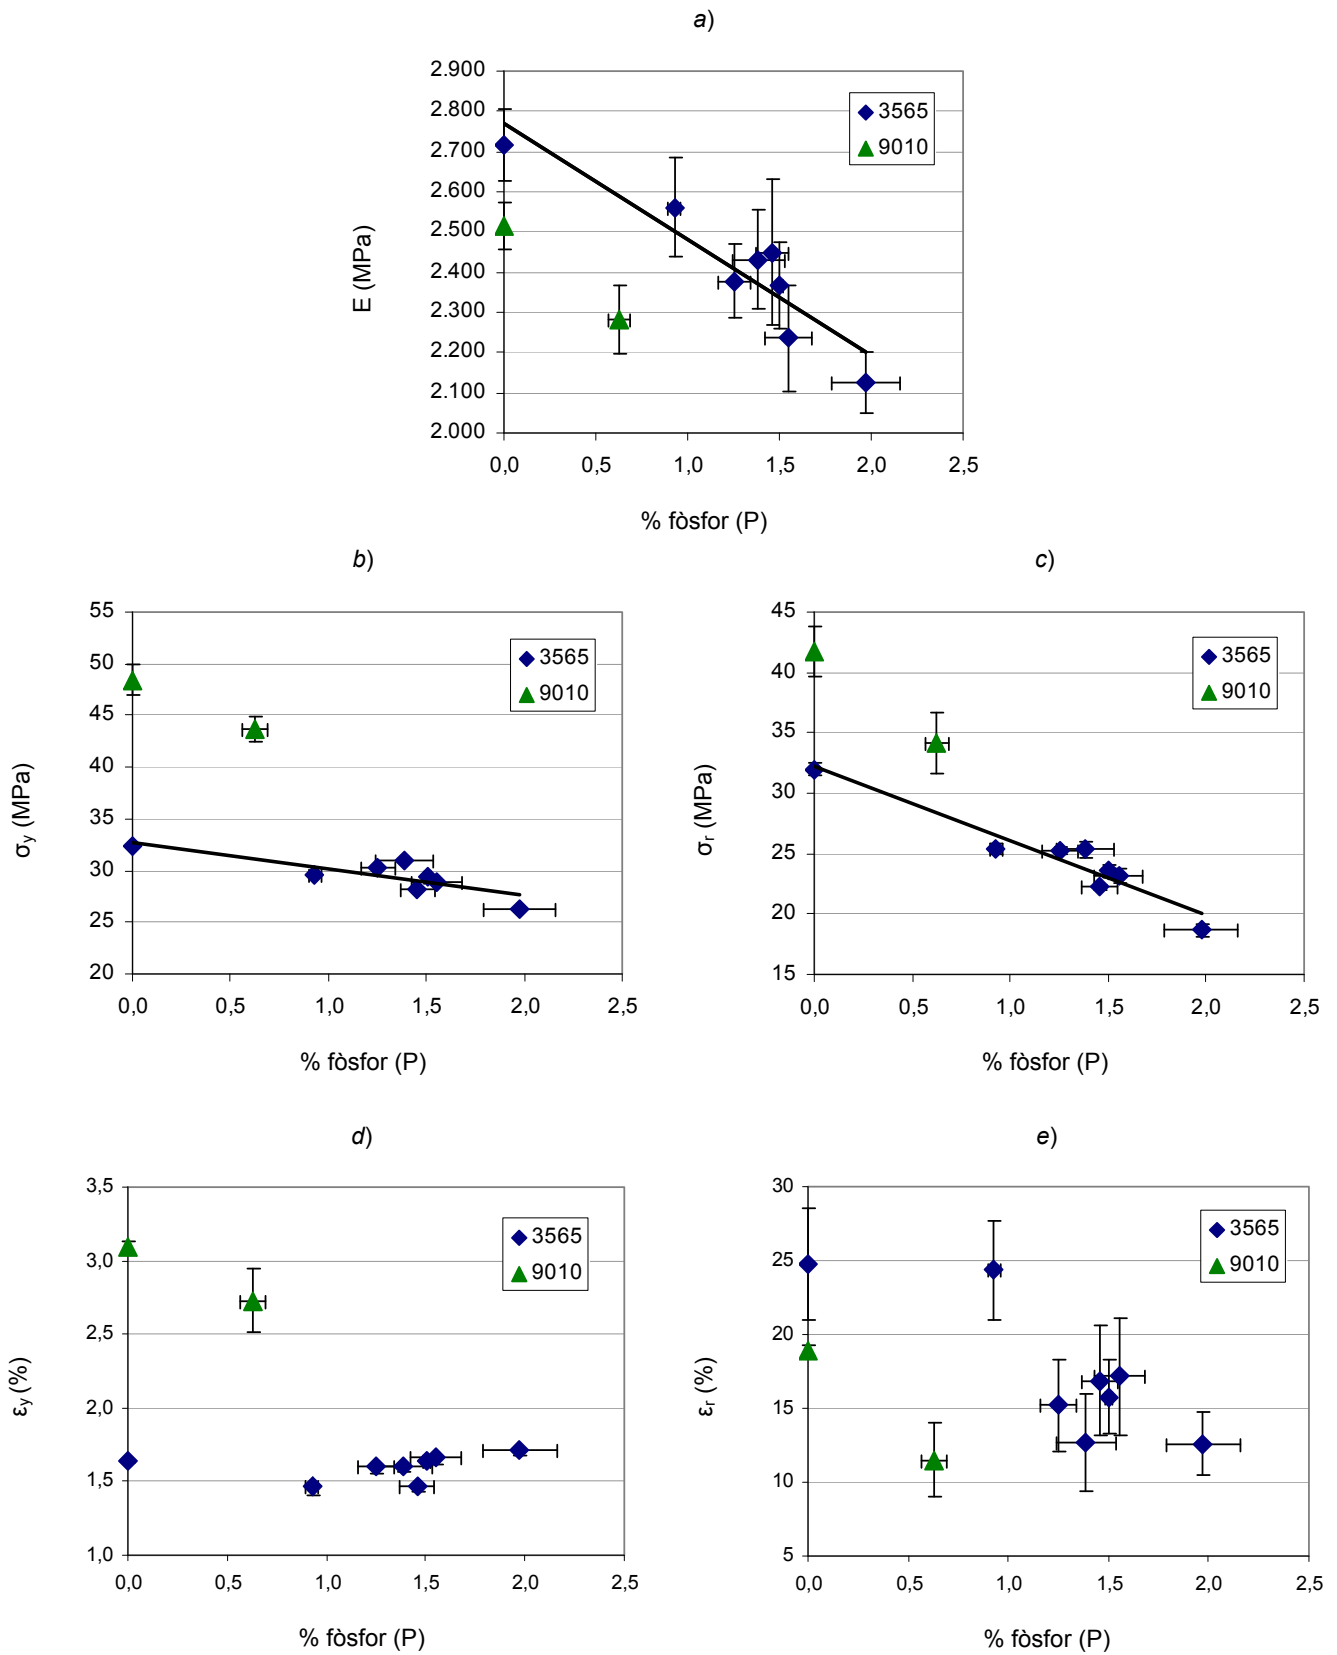 a)
2.900
2.800
2.700
2.600
2.500
2.400
2.300
2.200
2.100
2.000
E (MPa)
3565
9010
0,0 0,5 1,0 1,5 2,0 2,5
% fòsfor (P)
b)
55
50
45
40
35
30
25
20
σy (MPa)
3565
9010
0,0 0,5 1,0 1,5 2,0 2,5
% fòsfor (P)
c)
45
40
35
30
25
20
15
σr (MPa)
3565
9010
0,0 0,5 1,0 1,5 2,0 2,5
% fòsfor (P)
d)
3,5
3,0
2,5
2,0
1,5
1,0
εy (%)
3565
9010
0,0 0,5 1,0 1,5 2,0 2,5
% fòsfor (P)
e)
30
25
20
15
10
5
εr (%)
3565
9010
0,0 0,5 1,0 1,5 2,0 2,5
% fòsfor (P)